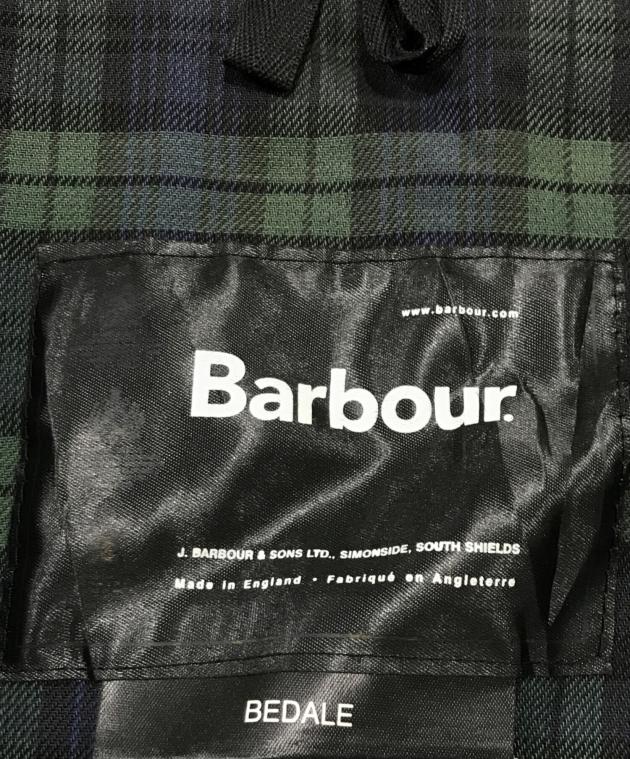 www.barbour.com
Barbour.
J. BARBOUR & SONS LTD., SIMONSIDE, SOUTH SHIELDS
Made in England • Fabriqué en Angleterre
BEDALE